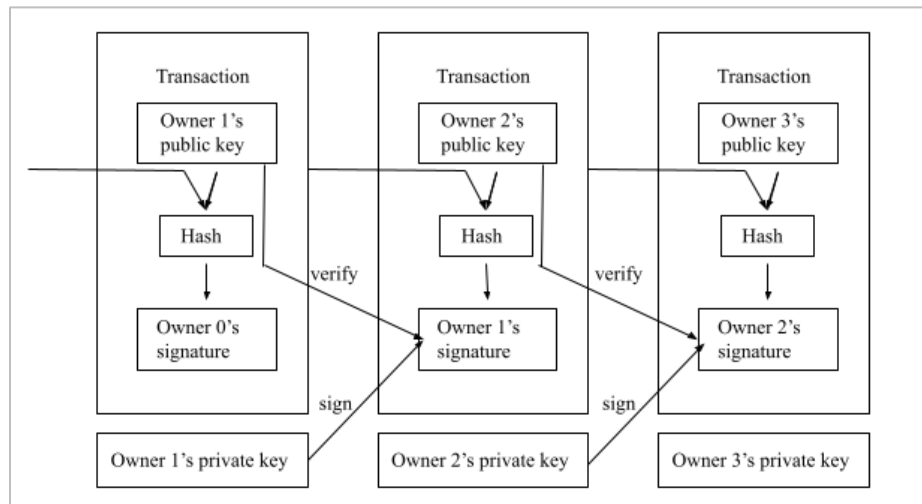 Transaction
Owner 1’s
public key
Hash
Owner 0’s
signature
verify
sign
Owner 1’s private key
Transaction
Owner 2’s
public key
Hash
Owner 1’s
signature
verify
sign
Owner 2’s private key
Transaction
Owner 3’s
public key
Hash
Owner 2’s
signature
Owner 3’s private key